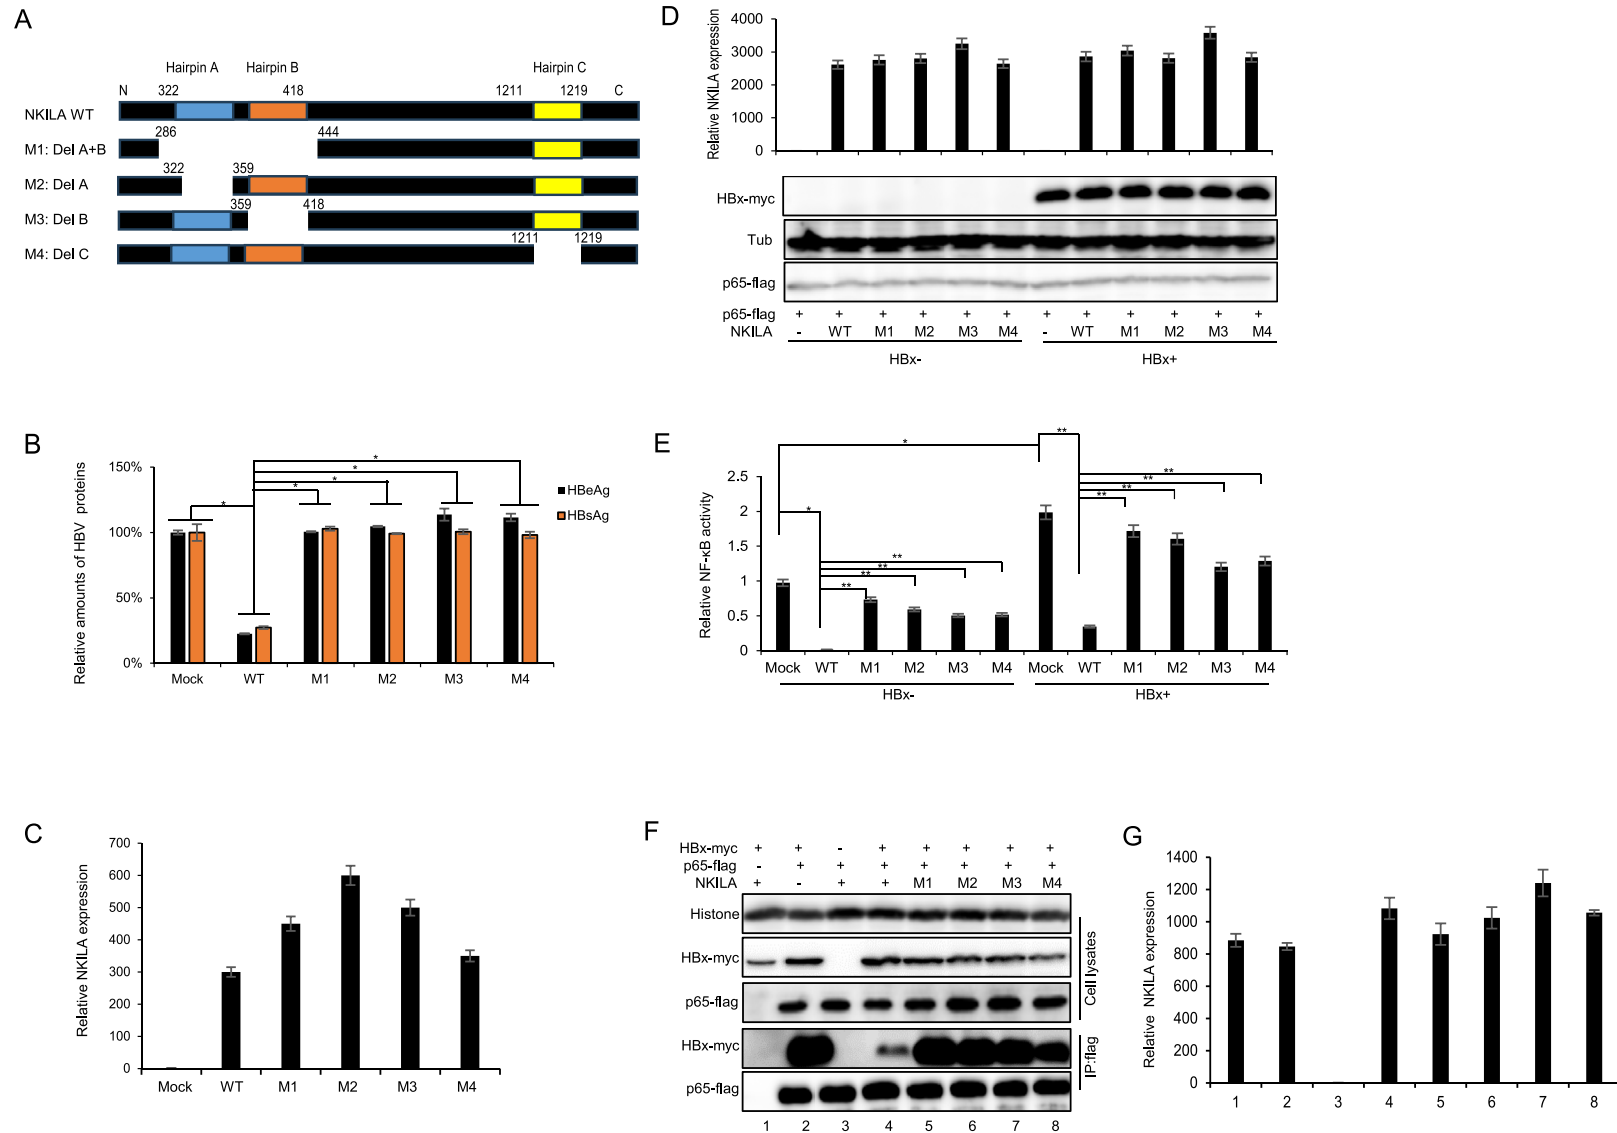 A
Hairpin A Hairpin B Hairpin C
N 322 418 1211 1219 C
NKILA WT
286 444
M1: Del A+B
322 359
M2: Del A
359 418
M3: Del B
1211 1219
M4: Del C
B
Relative amounts of HBV proteins
150%
100%
50%
0%
* * * * *
HBeAg
HBsAg
Mock WT M1 M2 M3 M4
C
Relative NKILA expression
700
600
500
400
300
200
100
0
Mock WT M1 M2 M3 M4
D
Relative NKILA expression
4000
3000
2000
1000
0
HBx-myc
Tub
p65-flag
p65-flag + + + + + + + + + + + +
NKILA - WT M1 M2 M3 M4 - WT M1 M2 M3 M4
HBx- HBx+
E
Relative NF-κB activity
2.5
2
1.5
1
0.5
0
* **
** ** ** **
*
** ** ** **
Mock WT M1 M2 M3 M4 Mock WT M1 M2 M3 M4
HBx- HBx+
F
HBx-myc + + - + + + + +
p65-flag - + + + + + + +
NKILA + - + + M1 M2 M3 M4
Histone
HBx-myc
p65-flag
Cell lysates
HBx-myc
p65-flag
IP:flag
1 2 3 4 5 6 7 8
G
Relative NKILA expression
1400
1200
1000
800
600
400
200
0
1 2 3 4 5 6 7 8